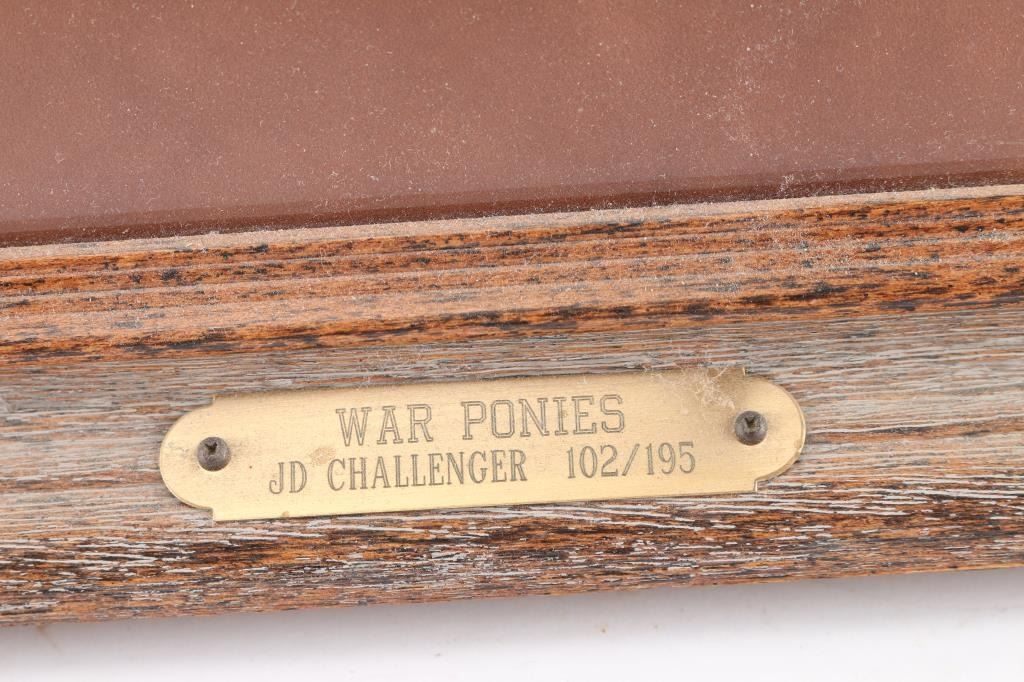 WAR PONIES
JD CHALLENGER 102/195